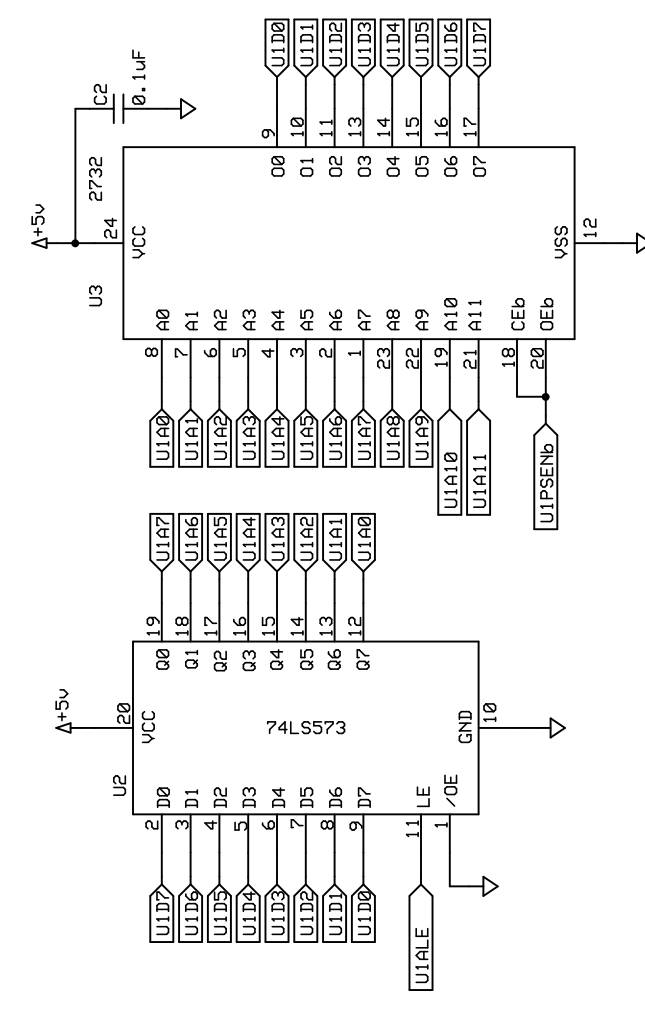 U1D0
U1D1
U1D2
U1D3
U1D4
U1D5
U1D6
U1D7
C2
0.1uF
9
10
11
13
14
15
16
17
O0
O1
O2
O3
O4
O5
O6
O7
2732
+5v
24
VCC
VSS
12
U3
A0
A1
A2
A3
A4
A5
A6
A7
A8
A9
A10
A11
CEb
OEb
8
7
6
5
4
3
2
1
23
22
19
21
18
20
U1A0
U1A1
U1A2
U1A3
U1A4
U1A5
U1A6
U1A7
U1A8
U1A9
U1A10
U1A11
U1PSENb
U1A7
U1A6
U1A5
U1A4
U1A3
U1A2
U1A1
U1A0
19
18
17
16
15
14
13
12
Q0
Q1
Q2
Q3
Q4
Q5
Q6
Q7
+5v
20
VCC
74LS573
GND
10
U2
D0
D1
D2
D3
D4
D5
D6
D7
LE
/OE
2
3
4
5
6
7
8
9
11
1
U1D7
U1D6
U1D5
U1D4
U1D3
U1D2
U1D1
U1D0
U1ALE